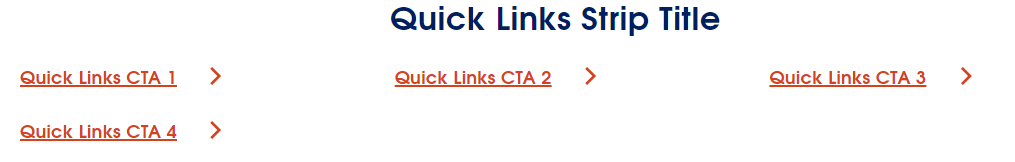 Quick Links Strip Title
Quick Links CTA 1
Quick Links CTA 2
Quick Links CTA 3
Quick Links CTA 4